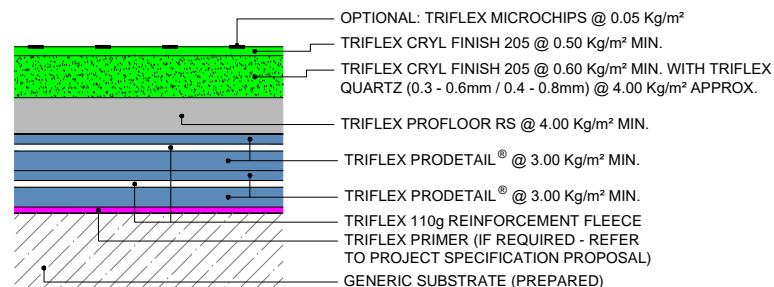 OPTIONAL: TRIFLEX MICROCHIPS @ 0.05 Kg/m²
TRIFLEX CRYL FINISH 205 @ 0.50 Kg/m² MIN.
TRIFLEX CRYL FINISH 205 @ 0.60 Kg/m² MIN. WITH TRIFLEX
QUARTZ (0.3 - 0.6mm / 0.4 - 0.8mm) @ 4.00 Kg/m² APPROX.
TRIFLEX PROFLOOR RS @ 4.00 Kg/m² MIN.
TRIFLEX PRODETAIL® @ 3.00 Kg/m² MIN.
TRIFLEX PRODETAIL® @ 3.00 Kg/m² MIN.
TRIFLEX 110g REINFORCEMENT FLEECE
TRIFLEX PRIMER (IF REQUIRED - REFER
TO PROJECT SPECIFICATION PROPOSAL)
GENERIC SUBSTRATE (PREPARED)